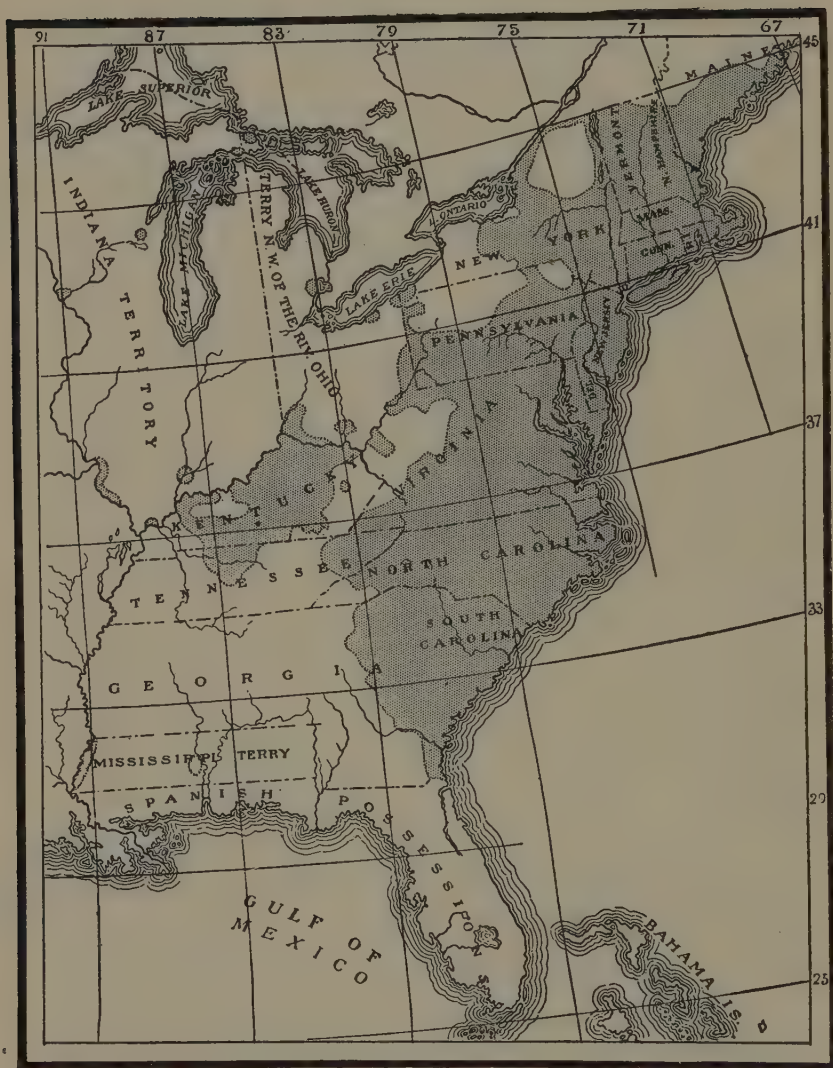 91 87 83 79 75 71 67
45
MAINE
LAKE SUPERIOR
VERMONT
N. HAMPSHIRE
INDIANA
TERRITORY
LAKE MICHIGAN
TERRY N.W. OF THE RIV. OHIO
LAKE HURON
L. ONTARIO
MASS.
CONN.
R.I.
41
NEW YORK
LAKE ERIE
PENNSYLVANIA
NEW JERSEY
DEL.
37
VIRGINIA
KENTUCKY
TENNESSEE
NORTH CAROLINA
33
SOUTH
CAROLINA
GEORGIA
MISSISSIPPI TERRY
29
SPANISH POSSESSIONS
GULF OF
MEXICO
BAHAMA IS.
25